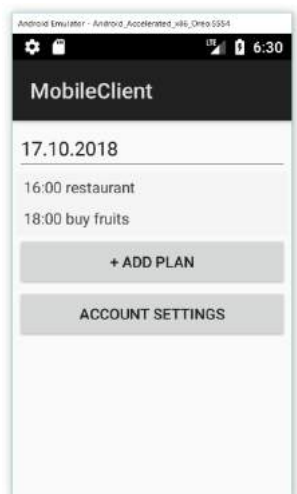 Android Emulator - Android_Accelerated_x86_Oreo:5554
6:30
MobileClient
17.10.2018
16:00 restaurant
18:00 buy fruits
+ ADD PLAN
ACCOUNT SETTINGS